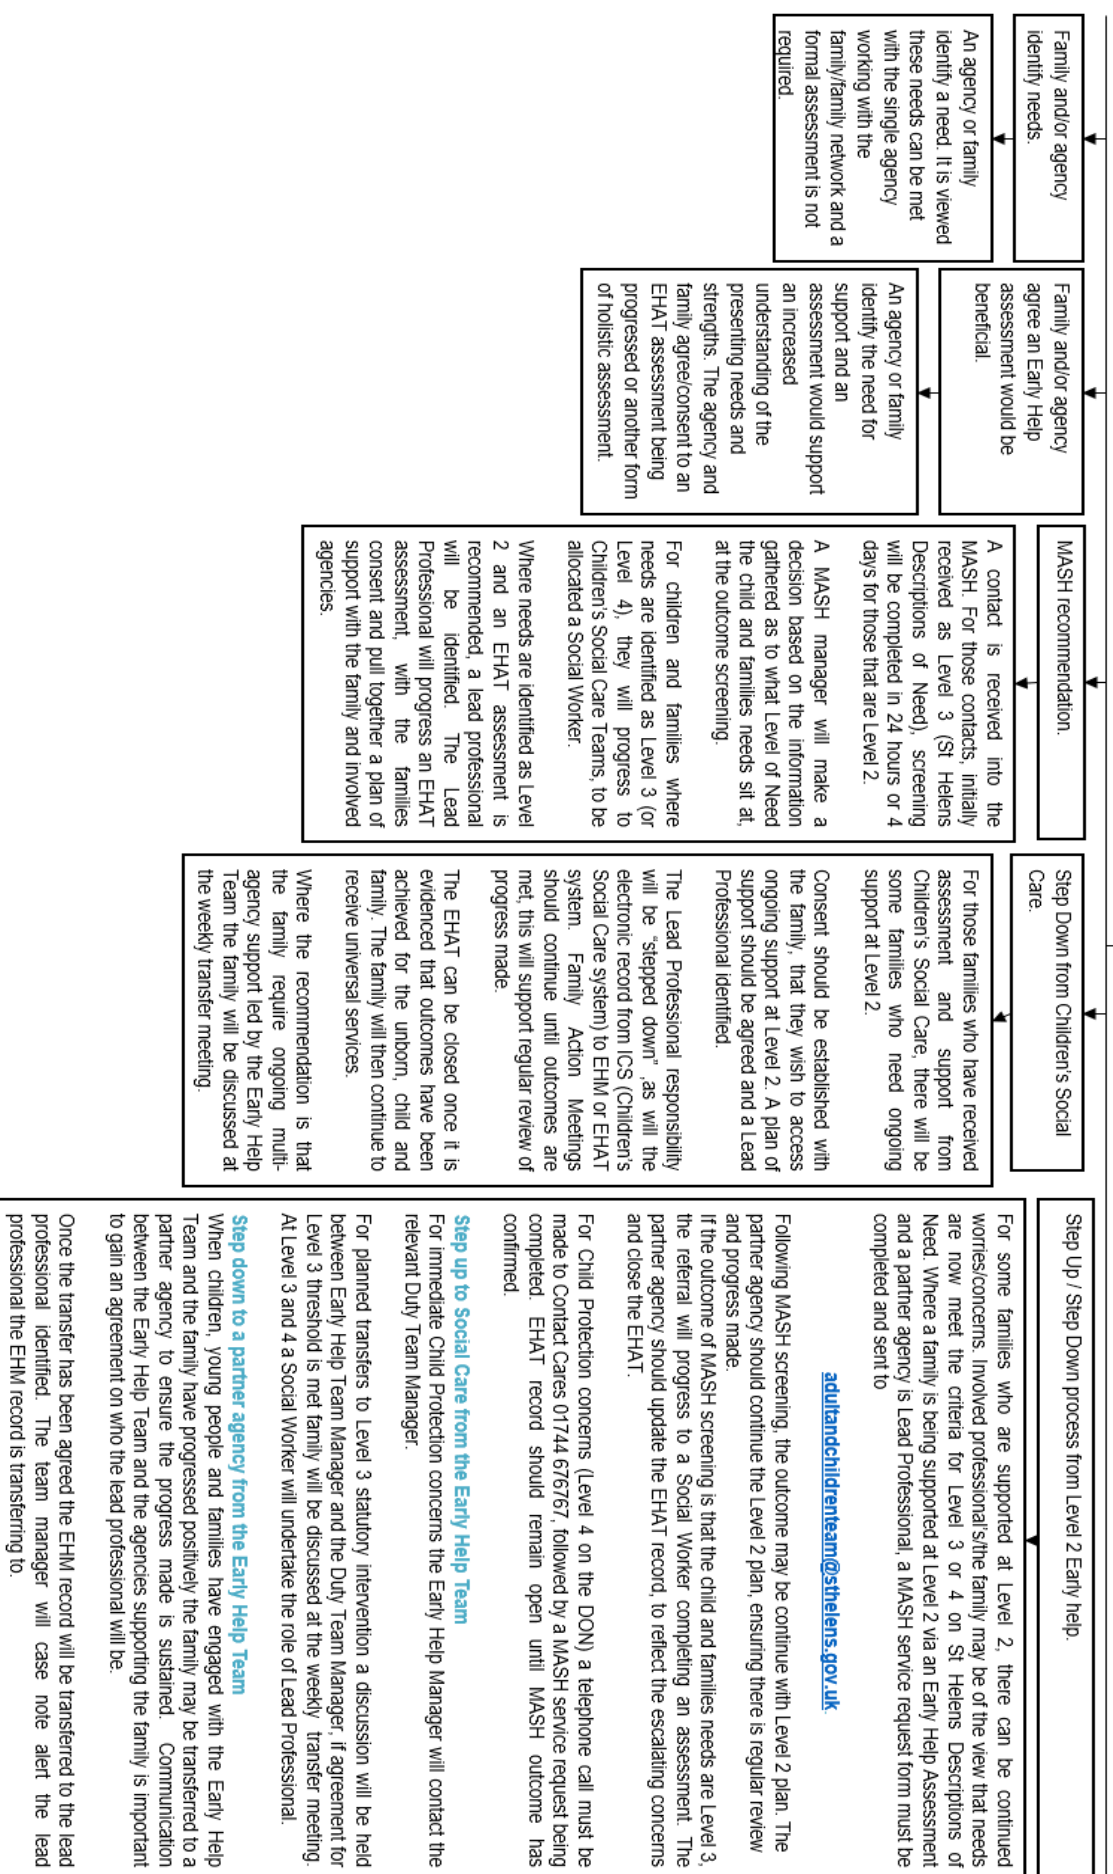 Family and/or agency
identify needs.
An agency or family
identify a need. It is viewed
these needs can be met
with the single agency
working with the
family/family network and a
formal assessment is not
required.
Family and/or agency
agree an Early Help
assessment would be
beneficial.
An agency or family
identify the need for
support and an
assessment would support
an increased
understanding of the
presenting needs and
strengths. The agency and
family agree/consent to an
EHAT assessment being
progressed or another form
of holistic assessment.
MASH recommendation.
A contact is received into the
MASH. For those contacts, initially
received as Level 3 (St Helens
Descriptions of Need), screening
will be completed in 24 hours or 4
days for those that are Level 2.
A MASH manager will make a
decision based on the information
gathered as to what Level of Need
the child and families needs sit at,
at the outcome screening.
For children and families where
needs are identified as Level 3 (or
Level 4), they will progress to
Children's Social Care Teams, to be
allocated a Social Worker.
Where needs are identified as Level
2 and an EHAT assessment is
recommended, a lead professional
will be identified. The Lead
Professional will progress an EHAT
assessment, with the families
consent and pull together a plan of
support with the family and involved
agencies.
Step Down from Children's Social
Care.
For those families who have received
assessment and support from
Children's Social Care, there will be
some families who need ongoing
support at Level 2.
Consent should be established with
the family, that they wish to access
ongoing support at Level 2. A plan of
support should be agreed and a Lead
Professional identified.
The Lead Professional responsibility
will be "stepped down" ,as will the
electronic record from ICS (Children's
Social Care system) to EHM or EHAT
system. Family Action Meetings
should continue until outcomes are
met, this will support regular review of
progress made.
The EHAT can be closed once it is
evidenced that outcomes have been
achieved for the unborn, child and
family. The family will then continue to
receive universal services.
Where the recommendation is that
the family require ongoing multi-
agency support led by the Early Help
Team the family will be discussed at
the weekly transfer meeting.
Step Up / Step Down process from Level 2 Early help.
For some families who are supported at Level 2, there can be continued
worries/concerns. Involved professional's/the family may be of the view that needs
are now meet the criteria for Level 3 or 4 on St Helens Descriptions of
Need. Where a family is being supported at Level 2 via an Early Help Assessment
and a partner agency is Lead Professional, a MASH service request form must be
completed and sent to
adultandchildrenteam@sthelens.gov.uk.
Following MASH screening, the outcome may be continue with Level 2 plan. The
partner agency should continue the Level 2 plan, ensuring there is regular review
and progress made.
If the outcome of MASH screening is that the child and families needs are Level 3,
the referral will progress to a Social Worker completing an assessment. The
partner agency should update the EHAT record, to reflect the escalating concerns
and close the EHAT.
For Child Protection concerns (Level 4 on the DON) a telephone call must be
made to Contact Cares 01744 676767, followed by a MASH service request being
completed. EHAT record should remain open until MASH outcome has
confirmed.
Step up to Social Care from the Early Help Team
For immediate Child Protection concerns the Early Help Manager will contact the
relevant Duty Team Manager.
For planned transfers to Level 3 statutory intervention a discussion will be held
between Early Help Team Manager and the Duty Team Manager, if agreement for
Level 3 threshold is met family will be discussed at the weekly transfer meeting.
At Level 3 and 4 a Social Worker will undertake the role of Lead Professional.
Step down to a partner agency from the Early Help Team
When children, young people and families have engaged with the Early Help
Team and the family have progressed positively the family may be transferred to a
partner agency to ensure the progress made is sustained. Communication
between the Early Help Team and the agencies supporting the family is important
to gain an agreement on who the lead professional will be.
Once the transfer has been agreed the EHM record will be transferred to the lead
professional identified. The team manager will case note alert the lead
professional the EHM record is transferring to.